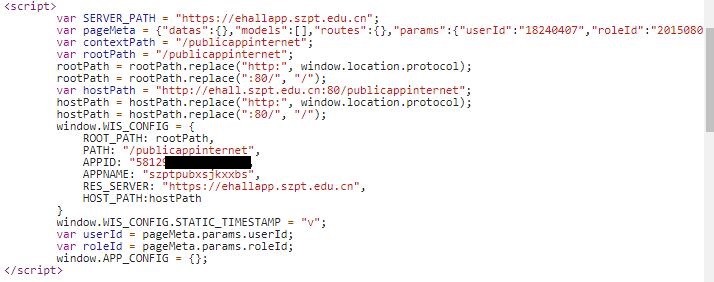 <script>
var SERVER_PATH = "https://ehallapp.szpt.edu.cn";
var pageMeta = {"datas":{},"models":[],"routes":{},"params":{"userId":"18240407","roleId":"2015080
var contextPath = "/publicappinternet";
var rootPath = "/publicappinternet";
rootPath = rootPath.replace("http:", window.location.protocol);
rootPath = rootPath.replace(":80/", "/");
var hostPath = "http://ehall.szpt.edu.cn:80/publicappinternet";
hostPath = hostPath.replace("http:", window.location.protocol);
hostPath = hostPath.replace(":80/", "/");
window.WIS_CONFIG = {
ROOT_PATH: rootPath,
PATH: "/publicappinternet",
APPID: "58129
APPNAME: "szptpubxsjkxxbs",
RES_SERVER: "https://ehallapp.szpt.edu.cn",
HOST_PATH:hostPath
}
window.WIS_CONFIG.STATIC_TIMESTAMP = "v";
var userId = pageMeta.params.userId;
var roleId = pageMeta.params.roleId;
window.APP_CONFIG = {};
</script>